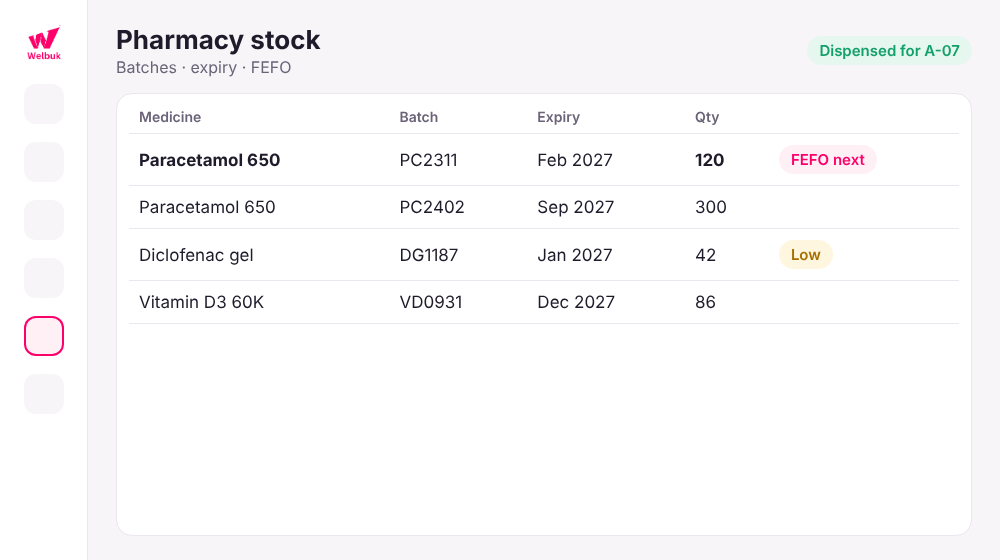 Welbuk
Pharmacy stock
Batches · expiry · FEFO
Dispensed for A-07
Medicine Batch Expiry Qty
Paracetamol 650 PC2311 Feb 2027 120 FEFO next
Paracetamol 650 PC2402 Sep 2027 300
Diclofenac gel DG1187 Jan 2027 42 Low
Vitamin D3 60K VD0931 Dec 2027 86